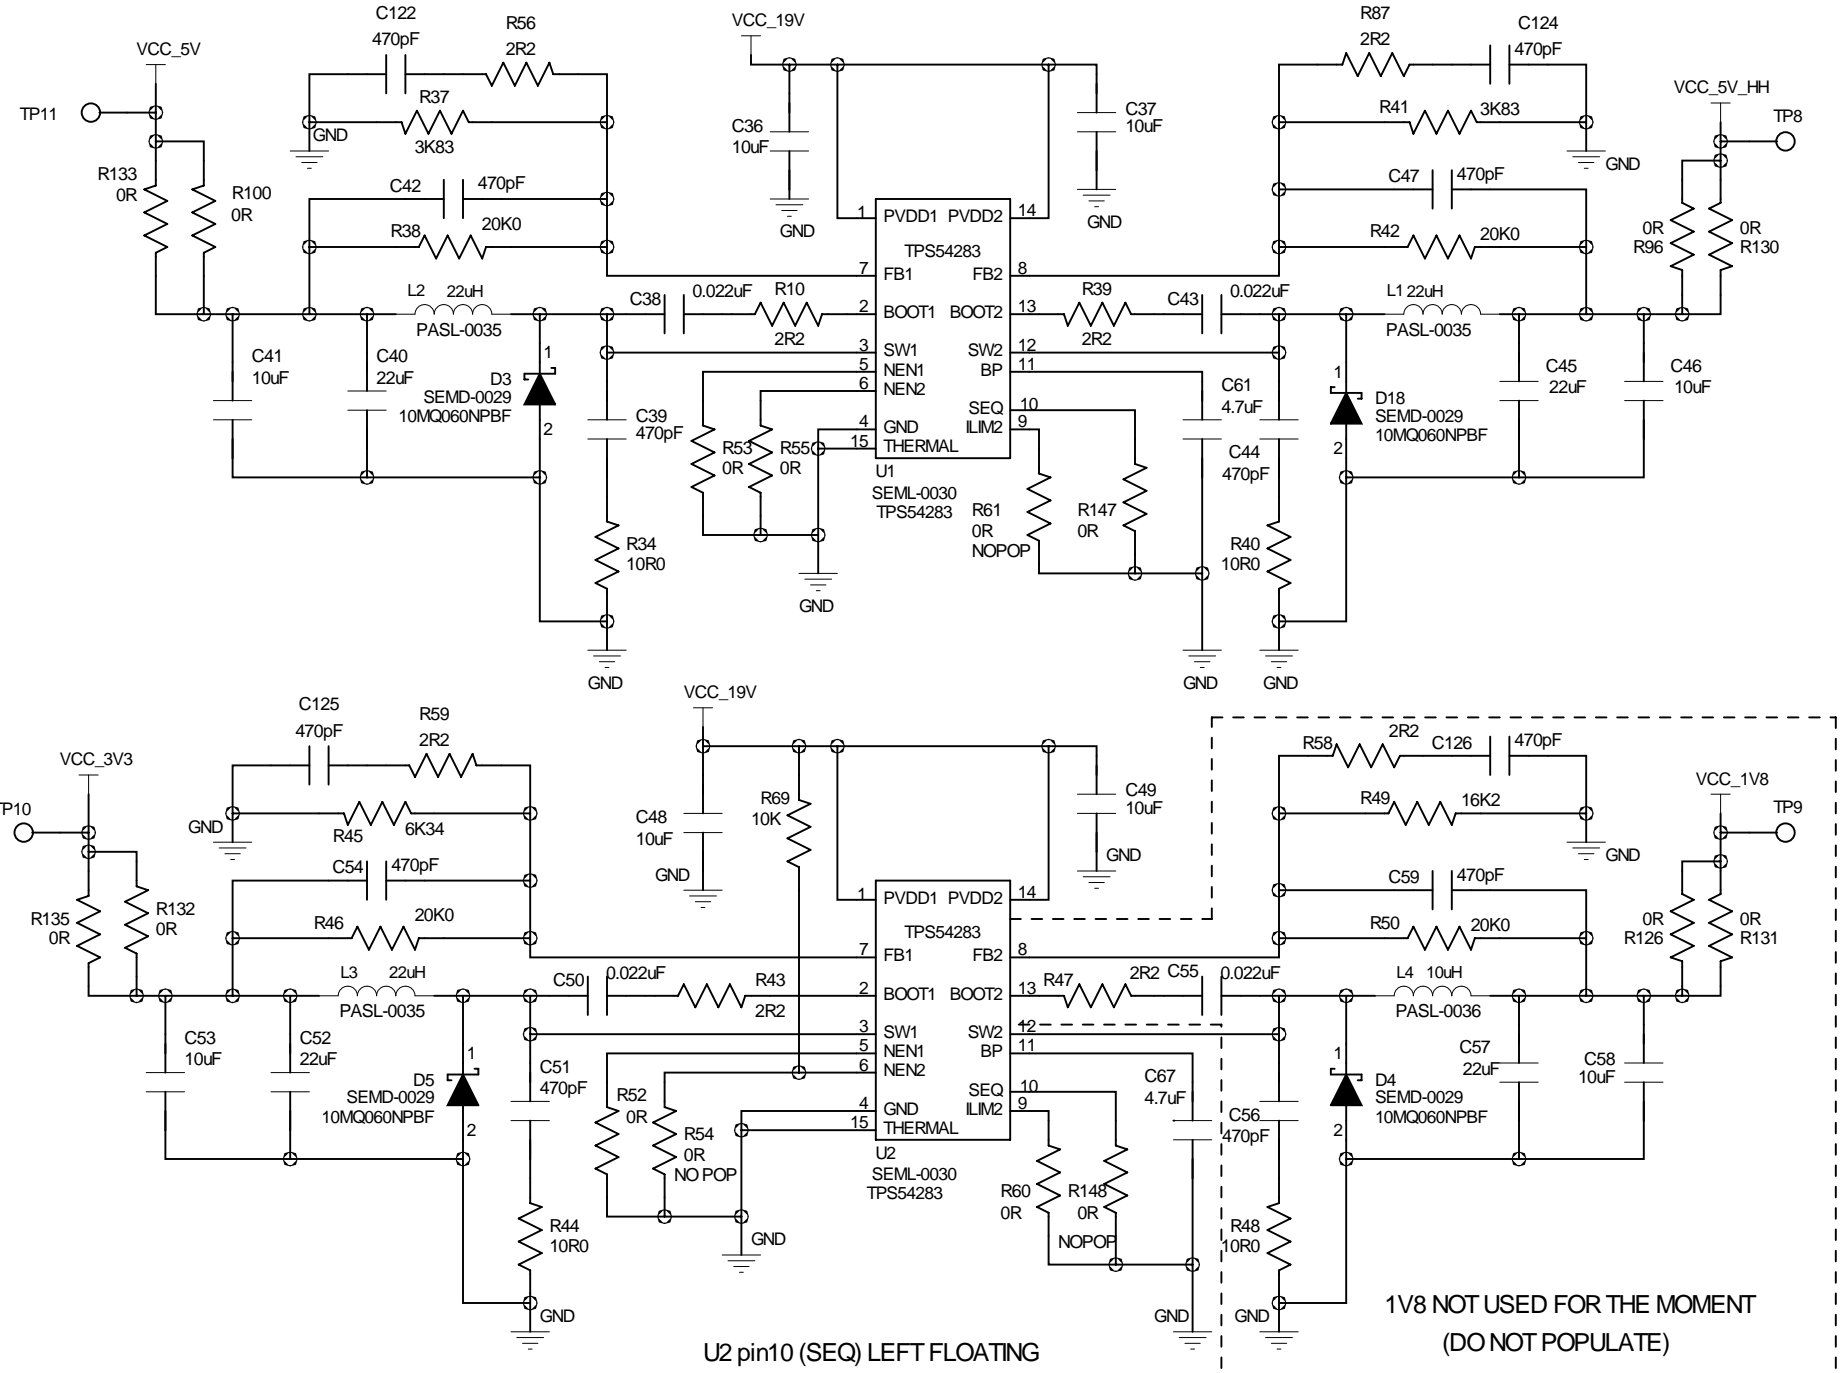 C122
470pF
R56
2R2
VCC_5V
TP11
R37
3K83
GND
R133
0R
R100
0R
C42
470pF
R38
20K0
L2
22uH
PASL-0035
C41
10uF
C40
22uF
D3
SEMD-0029
10MQ060NPBF
1
2
C38
0.022uF
R10
2R2
C39
470pF
R34
10R0
GND
R53
0R
R55
0R
GND
VCC_19V
C36
10uF
GND
C37
10uF
GND
1
PVDD1
PVDD2
14
TPS54283
7
FB1
FB2
8
2
BOOT1
BOOT2
13
3
SW1
SW2
12
5
NEN1
BP
11
6
NEN2
SEQ
10
4
GND
ILIM2
9
15
THERMAL
U1
SEML-0030
TPS54283
R87
2R2
C124
470pF
R41
3K83
GND
VCC_5V_HH
TP8
C47
470pF
R42
20K0
0R
R96
0R
R130
R39
2R2
C43
0.022uF
L1
22uH
PASL-0035
C61
4.7uF
C44
470pF
1
D18
SEMD-0029
10MQ060NPBF
2
C45
22uF
C46
10uF
R61
0R
NOPOP
R147
0R
R40
10R0
GND
GND
C125
470pF
R59
2R2
VCC_3V3
TP10
GND
R45
6K34
C54
470pF
R46
20K0
R135
0R
R132
0R
L3
22uH
PASL-0035
C53
10uF
C52
22uF
D5
SEMD-0029
10MQ060NPBF
1
2
C50
0.022uF
R43
2R2
C51
470pF
R44
10R0
GND
R52
0R
R54
0R
NO POP
GND
VCC_19V
C48
10uF
GND
R69
10K
C49
10uF
GND
1
PVDD1
PVDD2
14
TPS54283
7
FB1
FB2
8
2
BOOT1
BOOT2
13
3
SW1
SW2
12
5
NEN1
BP
11
6
NEN2
SEQ
10
4
GND
ILIM2
9
15
THERMAL
U2
SEML-0030
TPS54283
R58
2R2
C126
470pF
R49
16K2
GND
VCC_1V8
TP9
C59
470pF
R50
20K0
0R
R126
0R
R131
R47
2R2
C55
0.022uF
L4
10uH
PASL-0036
C67
4.7uF
C56
470pF
1
D4
SEMD-0029
10MQ060NPBF
2
C57
22uF
C58
10uF
R60
0R
R148
0R
NOPOP
R48
10R0
GND
GND
U2 pin10 (SEQ) LEFT FLOATING
1V8 NOT USED FOR THE MOMENT
(DO NOT POPULATE)